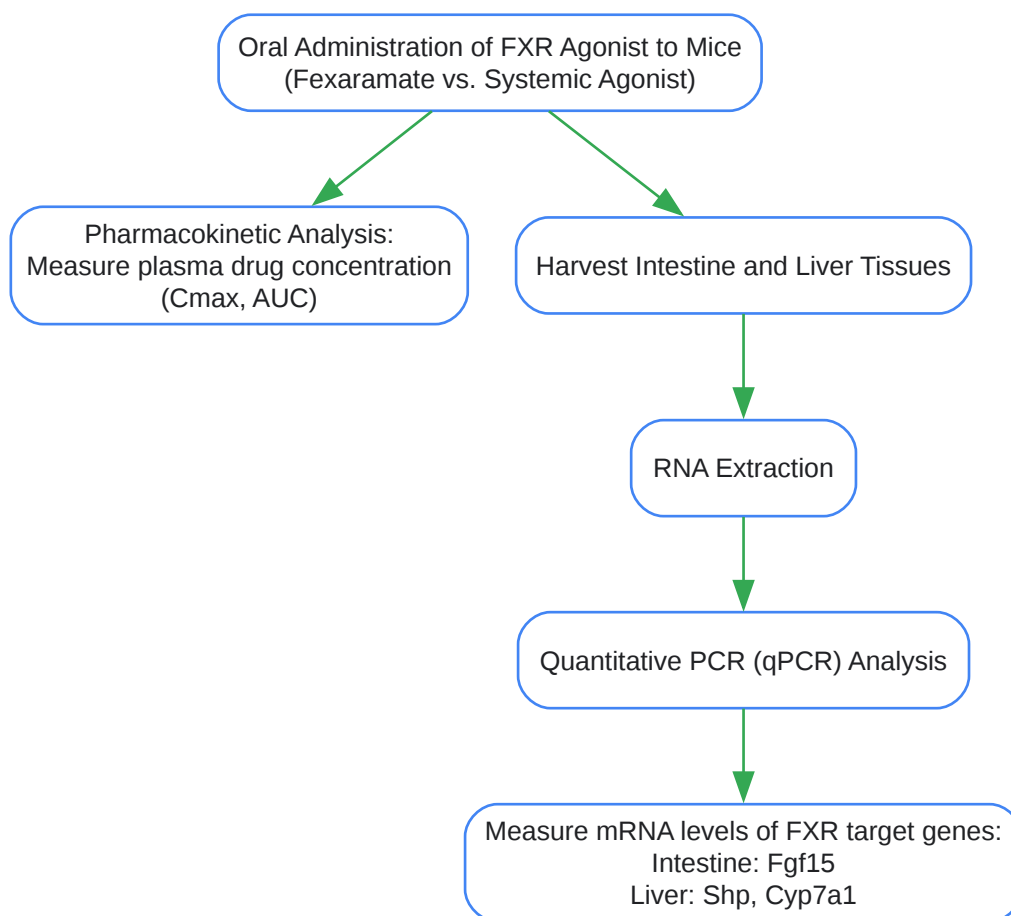 Oral Administration of FXR Agonist to Mice
(Fexaramate vs. Systemic Agonist)
Pharmacokinetic Analysis:
Measure plasma drug concentration
(Cmax, AUC)
Harvest Intestine and Liver Tissues
RNA Extraction
Quantitative PCR (qPCR) Analysis
Measure mRNA levels of FXR target genes:
Intestine: Fgf15
Liver: Shp, Cyp7a1